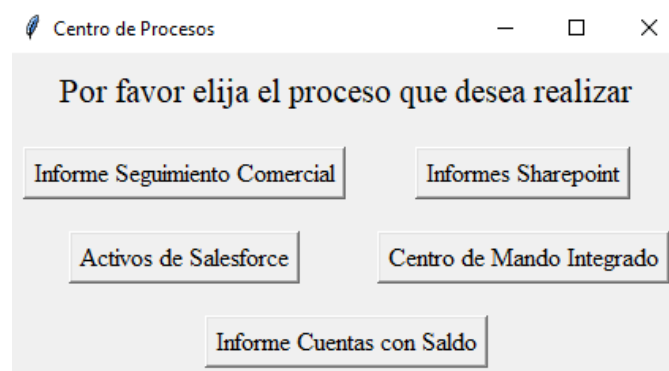 Centro de Procesos
Por favor elija el proceso que desea realizar
Informe Seguimiento Comercial
Informes Sharepoint
Activos de Salesforce
Centro de Mando Integrado
Informe Cuentas con Saldo